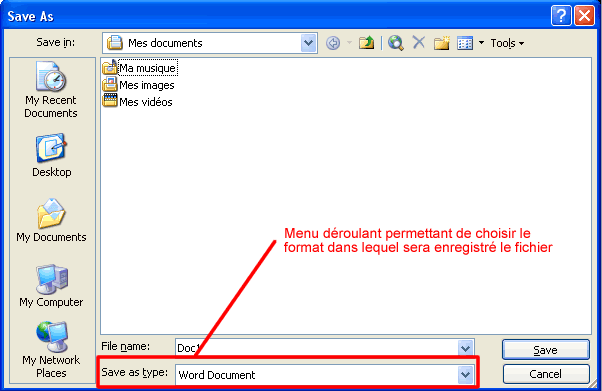 Save As
Save in:
Mes documents
Tools
Ma musique
Mes images
Mes vidéos
My Recent
Documents
Desktop
My Documents
My Computer
My Network
Places
Menu déroulant permettant de choisir le
format dans lequel sera enregistré le fichier
File name:
Doc1
Save
Save as type:
Word Document
Cancel